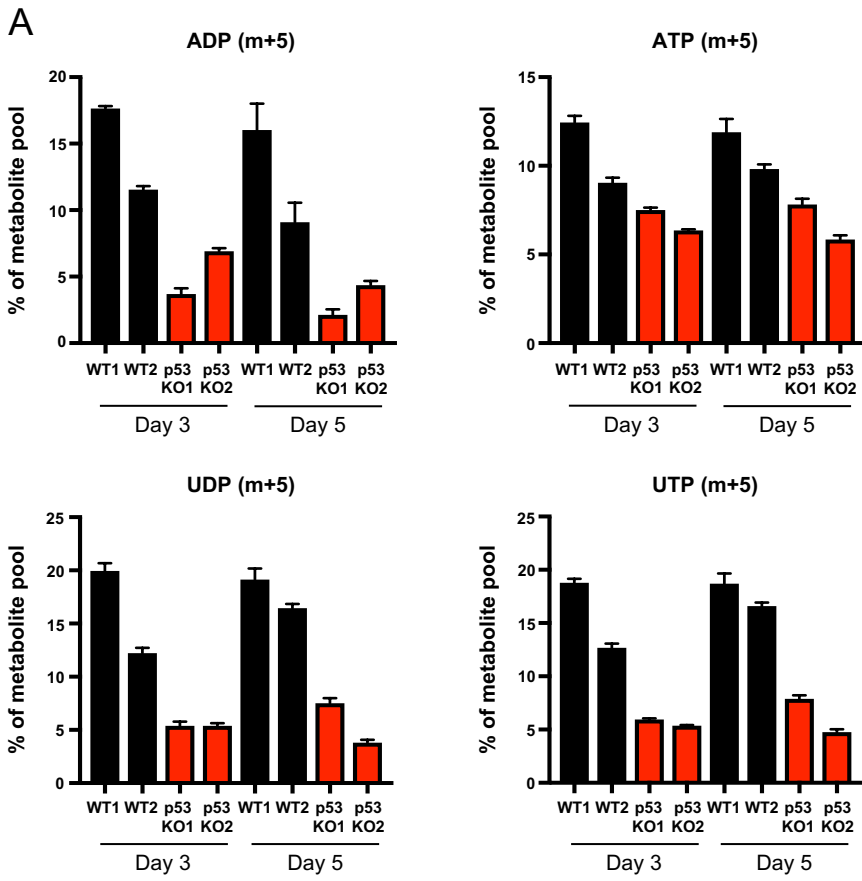 A
ADP (m+5)
% of metabolite pool
20
15
10
5
0
WT1 WT2 p53 p53 WT1 WT2 p53 p53
KO1 KO2 KO1 KO2
Day 3 Day 5
ATP (m+5)
% of metabolite pool
15
10
5
0
WT1 WT2 p53 p53 WT1 WT2 p53 p53
KO1 KO2 KO1 KO2
Day 3 Day 5
UDP (m+5)
% of metabolite pool
25
20
15
10
5
0
WT1 WT2 p53 p53 WT1 WT2 p53 p53
KO1 KO2 KO1 KO2
Day 3 Day 5
UTP (m+5)
% of metabolite pool
25
20
15
10
5
0
WT1 WT2 p53 p53 WT1 WT2 p53 p53
KO1 KO2 KO1 KO2
Day 3 Day 5